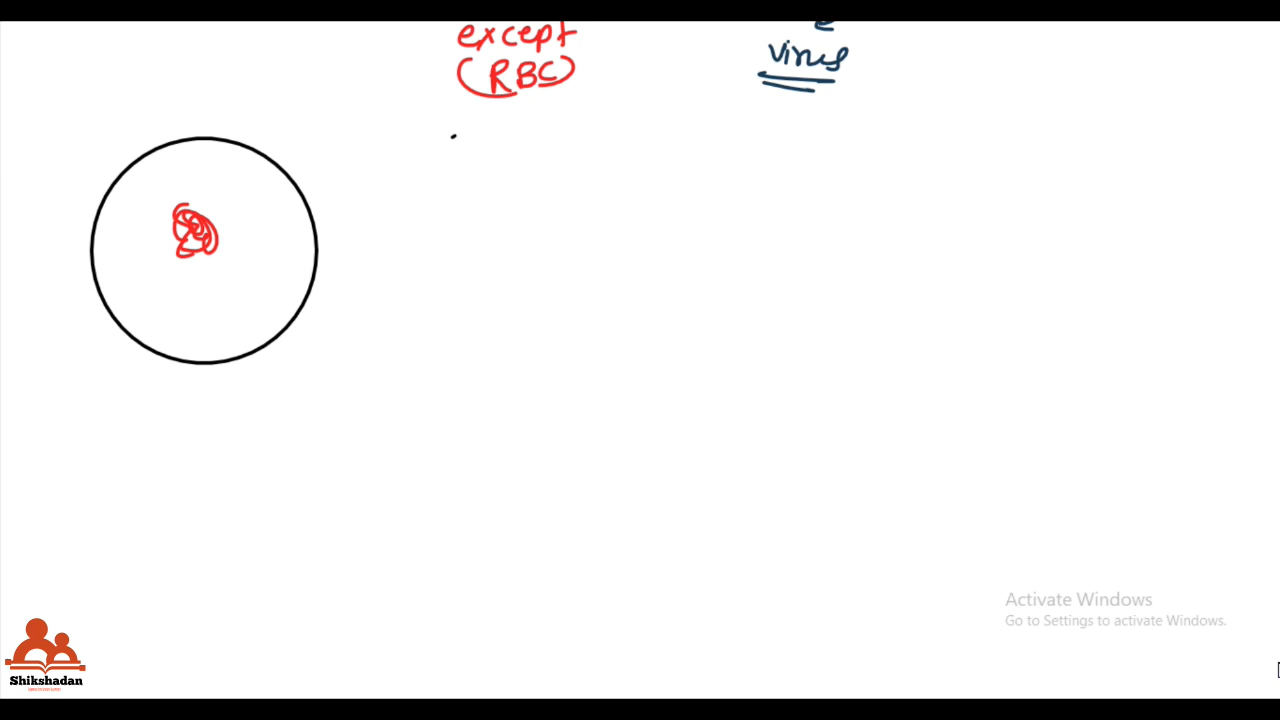 except
(RBC)
e
virus
Activate Windows
Go to Settings to activate Windows.
Shikshadan